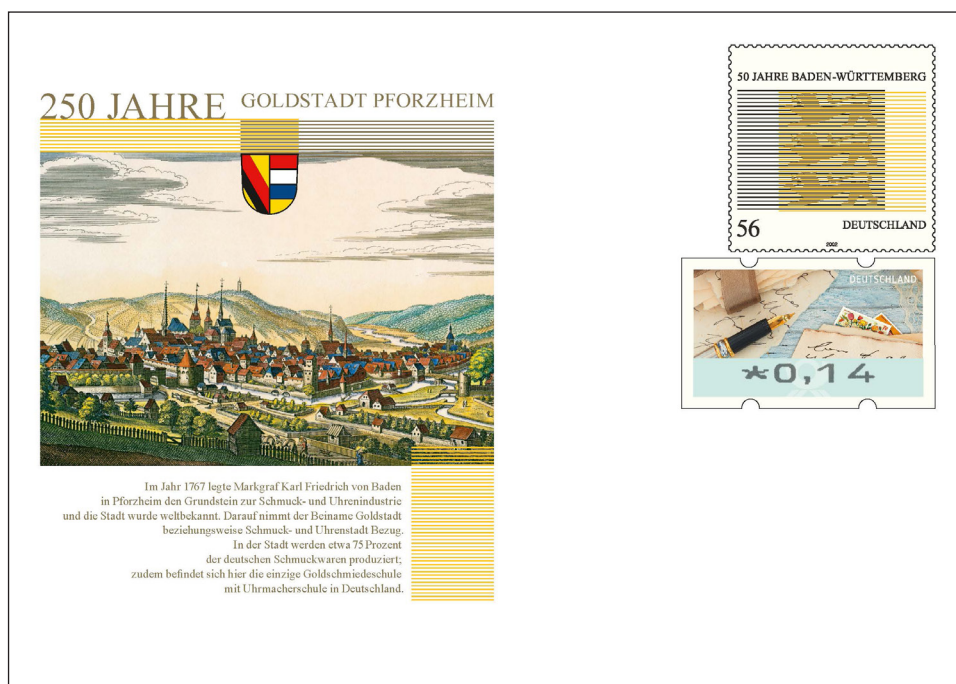 250 JAHRE GOLDSTADT PFORZHEIM
Im Jahr 1767 legte Markgraf Karl Friedrich von Baden
in Pforzheim den Grundstein zur Schmuck- und Uhrenindustrie
und die Stadt wurde weltbekannt. Darauf nimmt der Beiname Goldstadt
beziehungsweise Schmuck- und Uhrenstadt Bezug.
In der Stadt werden etwa 75 Prozent
der deutschen Schmuckwaren produziert;
zudem befindet sich hier die einzige Goldschmiedeschule
mit Uhrmacherschule in Deutschland.
50 JAHRE BADEN-WÜRTTEMBERG
56 DEUTSCHLAND
2002
DEUTSCHLAND
*0,14